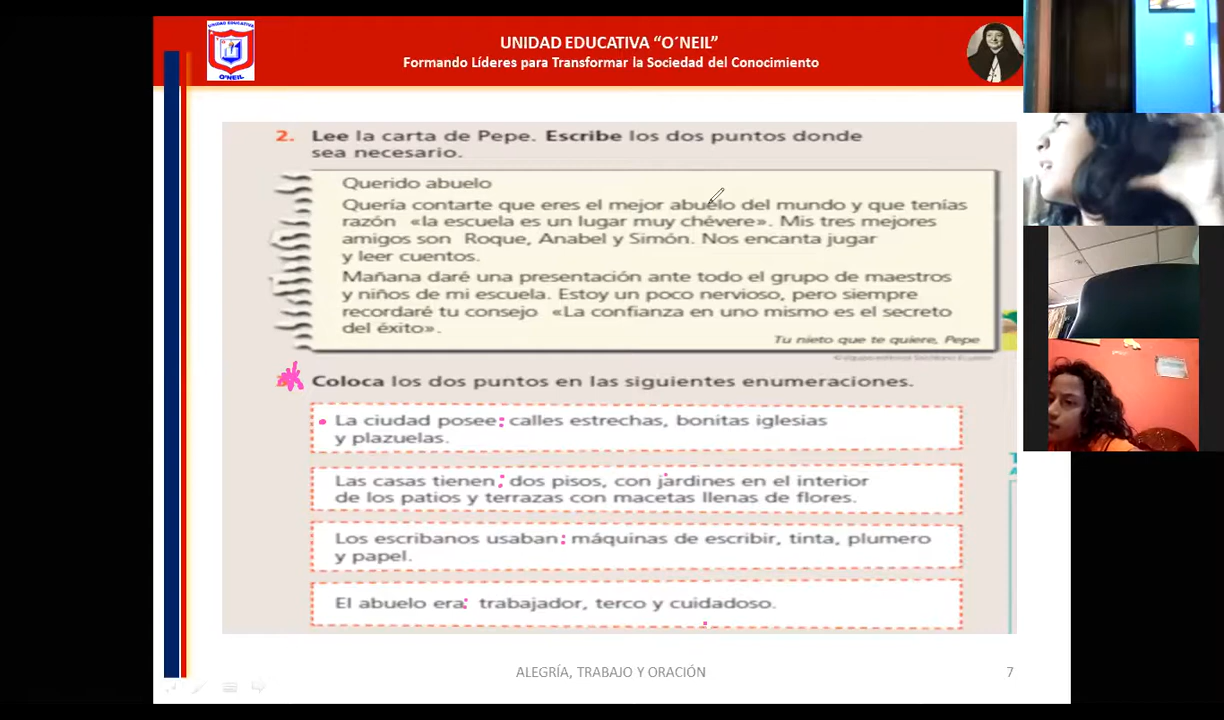 UNIDAD EDUCATIVA
O´NEIL
UNIDAD EDUCATIVA “O´NEIL”
Formando Líderes para Transformar la Sociedad del Conocimiento
2. Lee la carta de Pepe. Escribe los dos puntos donde
sea necesario.
Querido abuelo
Quería contarte que eres el mejor abuelo del mundo y que tenías
razón «la escuela es un lugar muy chévere». Mis tres mejores
amigos son Roque, Anabel y Simón. Nos encanta jugar
y leer cuentos.
Mañana daré una presentación ante todo el grupo de maestros
y niños de mi escuela. Estoy un poco nervioso, pero siempre
recordaré tu consejo «La confianza en uno mismo es el secreto
del éxito».
Tu nieto que te quiere, Pepe
Coloca los dos puntos en las siguientes enumeraciones.
• La ciudad posee: calles estrechas, bonitas iglesias
y plazuelas.
Las casas tienen: dos pisos, con jardines en el interior
de los patios y terrazas con macetas llenas de flores.
Los escribanos usaban: máquinas de escribir, tinta, plumero
y papel.
El abuelo era: trabajador, terco y cuidadoso.
ALEGRÍA, TRABAJO Y ORACIÓN
7